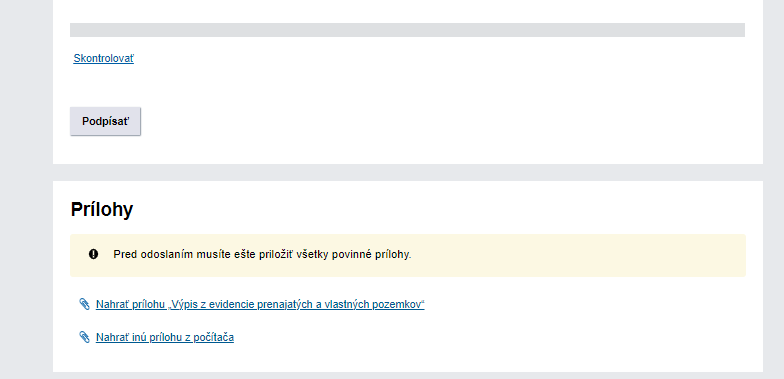 Skontrolovať
Podpísať
Prílohy
Pred odoslaním musíte ešte priložiť všetky povinné prílohy.
Nahrať prílohu „Výpis z evidencie prenajatých a vlastných pozemkov“
Nahrať inú prílohu z počítača